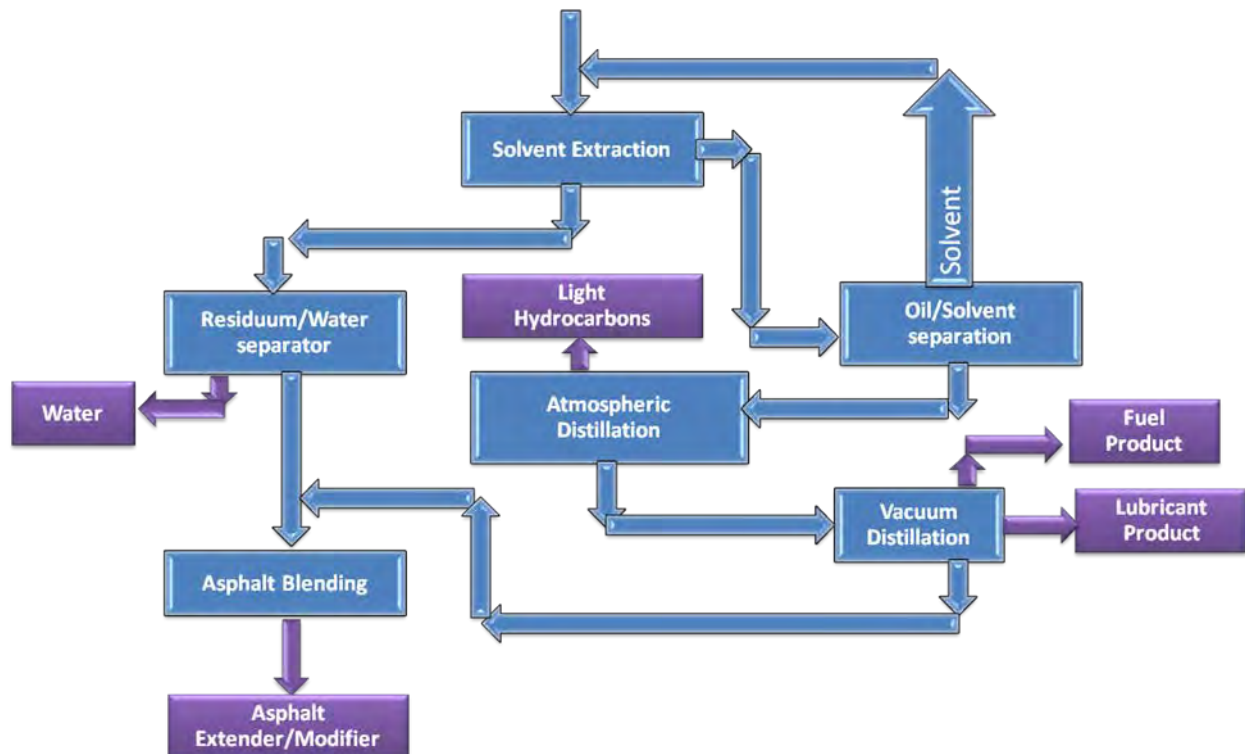 Solvent Extraction
Solvent
Light
Hydrocarbons
Residuum/Water
separator
Oil/Solvent
separation
Water
Atmospheric
Distillation
Fuel
Product
Vacuum
Distillation
Lubricant
Product
Asphalt Blending
Asphalt
Extender/Modifier